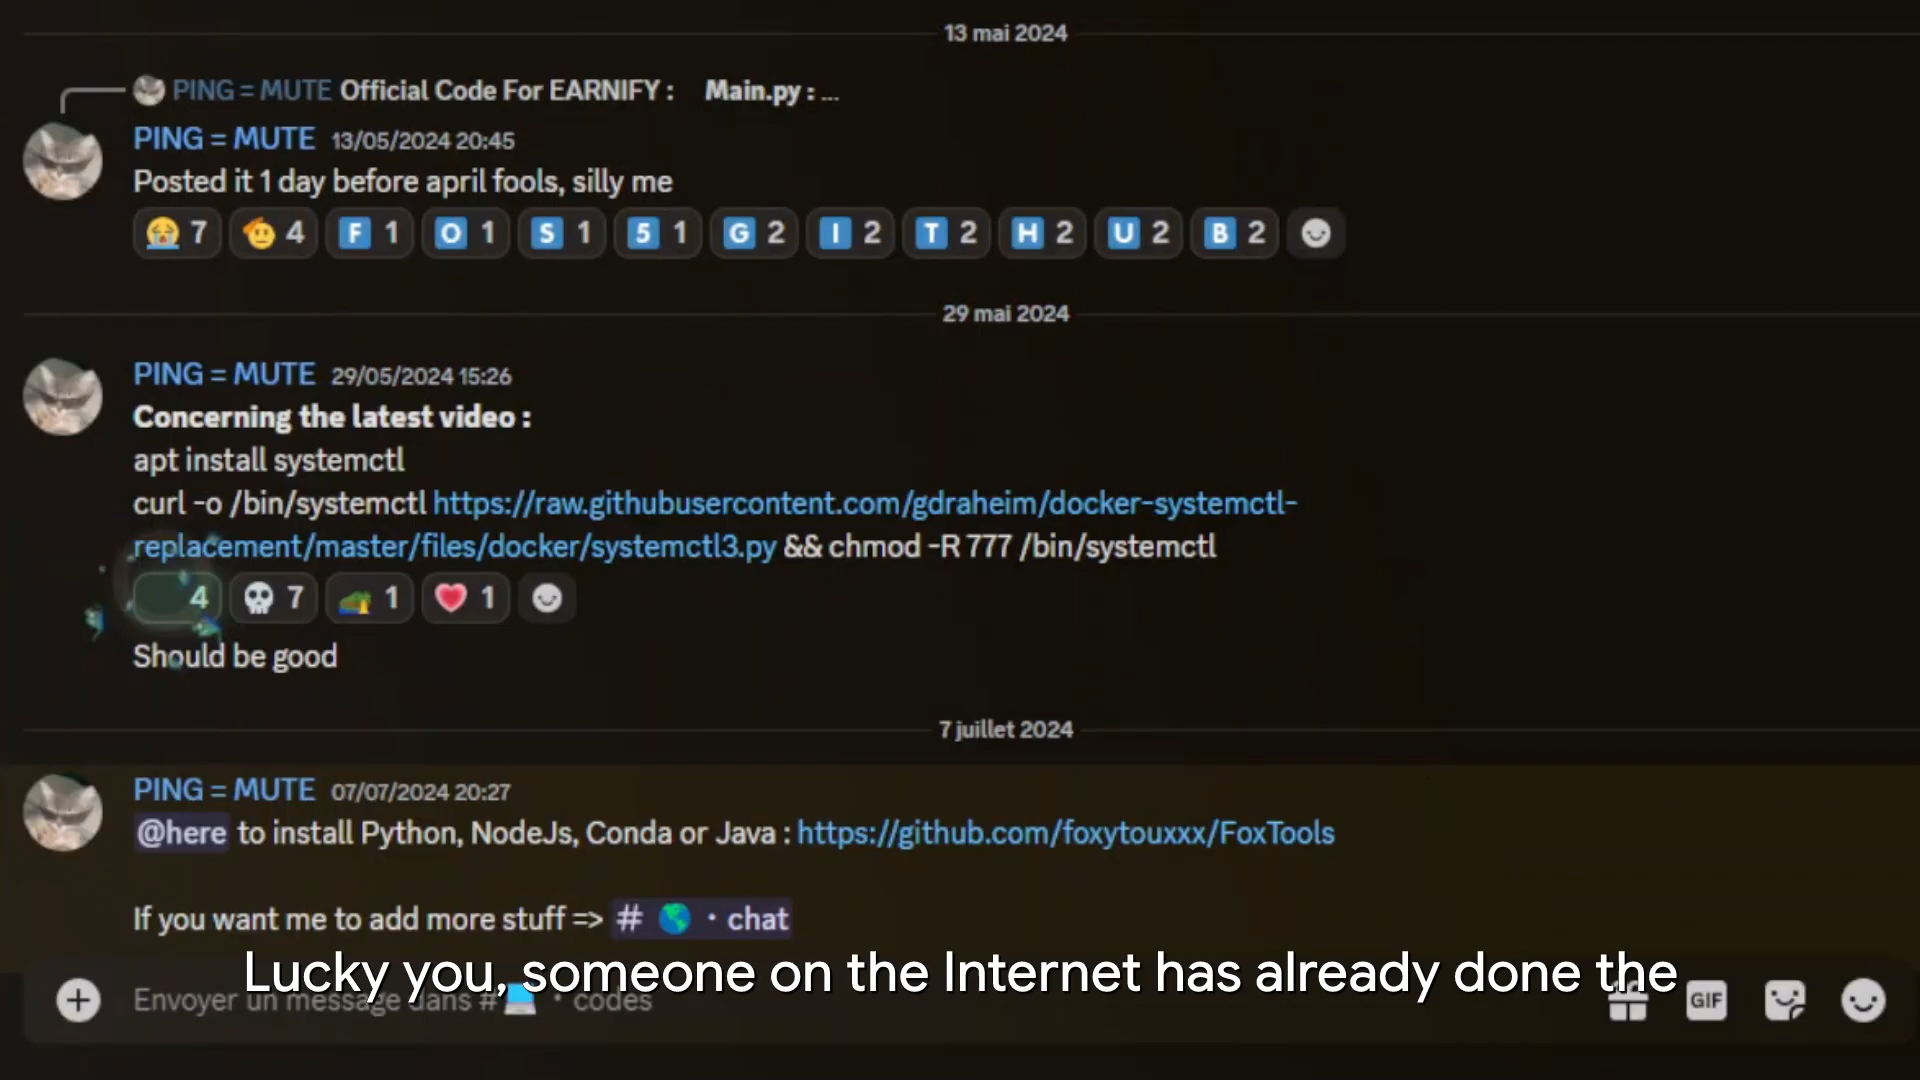 13 mai 2024
PING = MUTE Official Code For EARNIFY : Main.py : ...
PING = MUTE 13/05/2024 20:45
Posted it 1 day before april fools, silly me
7 4 F 1 O 1 S 1 5 1 G 2 I 2 T 2 H 2 U 2 B 2
29 mai 2024
PING = MUTE 29/05/2024 15:26
Concerning the latest video :
apt install systemctl
curl -o /bin/systemctl https://raw.githubusercontent.com/gdraheim/docker-systemctl-
replacement/master/files/docker/systemctl3.py && chmod -R 777 /bin/systemctl
4 7 1 1
Should be good
7 juillet 2024
PING = MUTE 07/07/2024 20:27
@here to install Python, NodeJs, Conda or Java : https://github.com/foxytouxxx/FoxTools
If you want me to add more stuff => # 🌎 • chat
Lucky you, someone on the Internet has already done the
Envoyer un message dans # 💻 • codes GIF